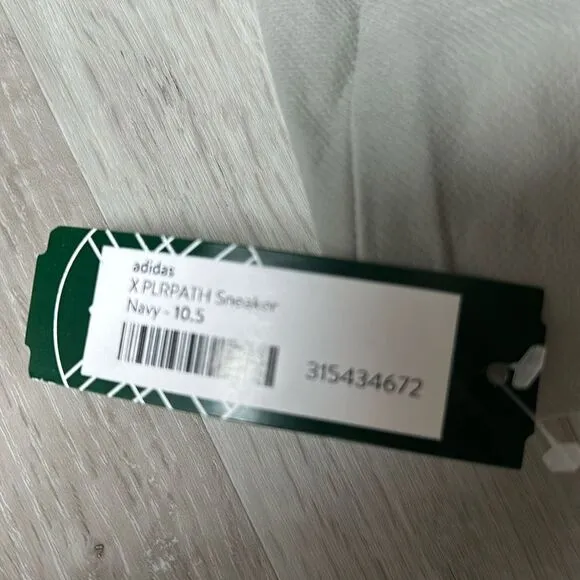 adidas
X PLRPATH Sneaker
Navy - 10.5
315434672